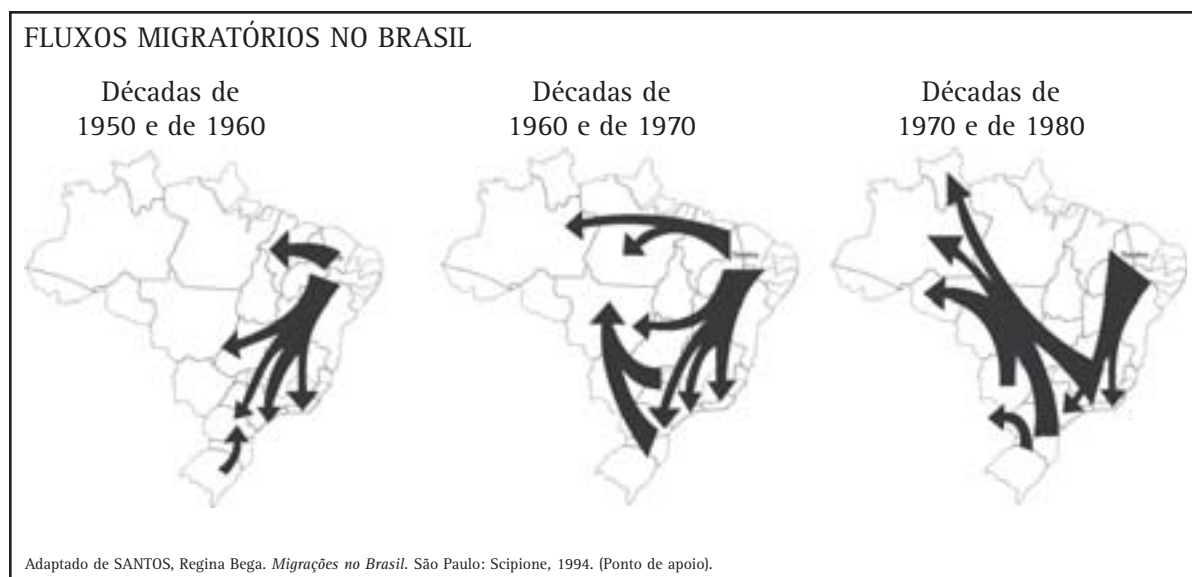 FLUXOS MIGRATÓRIOS NO BRASIL
Décadas de
1950 e de 1960
Décadas de
1960 e de 1970
Décadas de
1970 e de 1980
Adaptado de SANTOS, Regina Bega. Migrações no Brasil. São Paulo: Scipione, 1994. (Ponto de apoio).